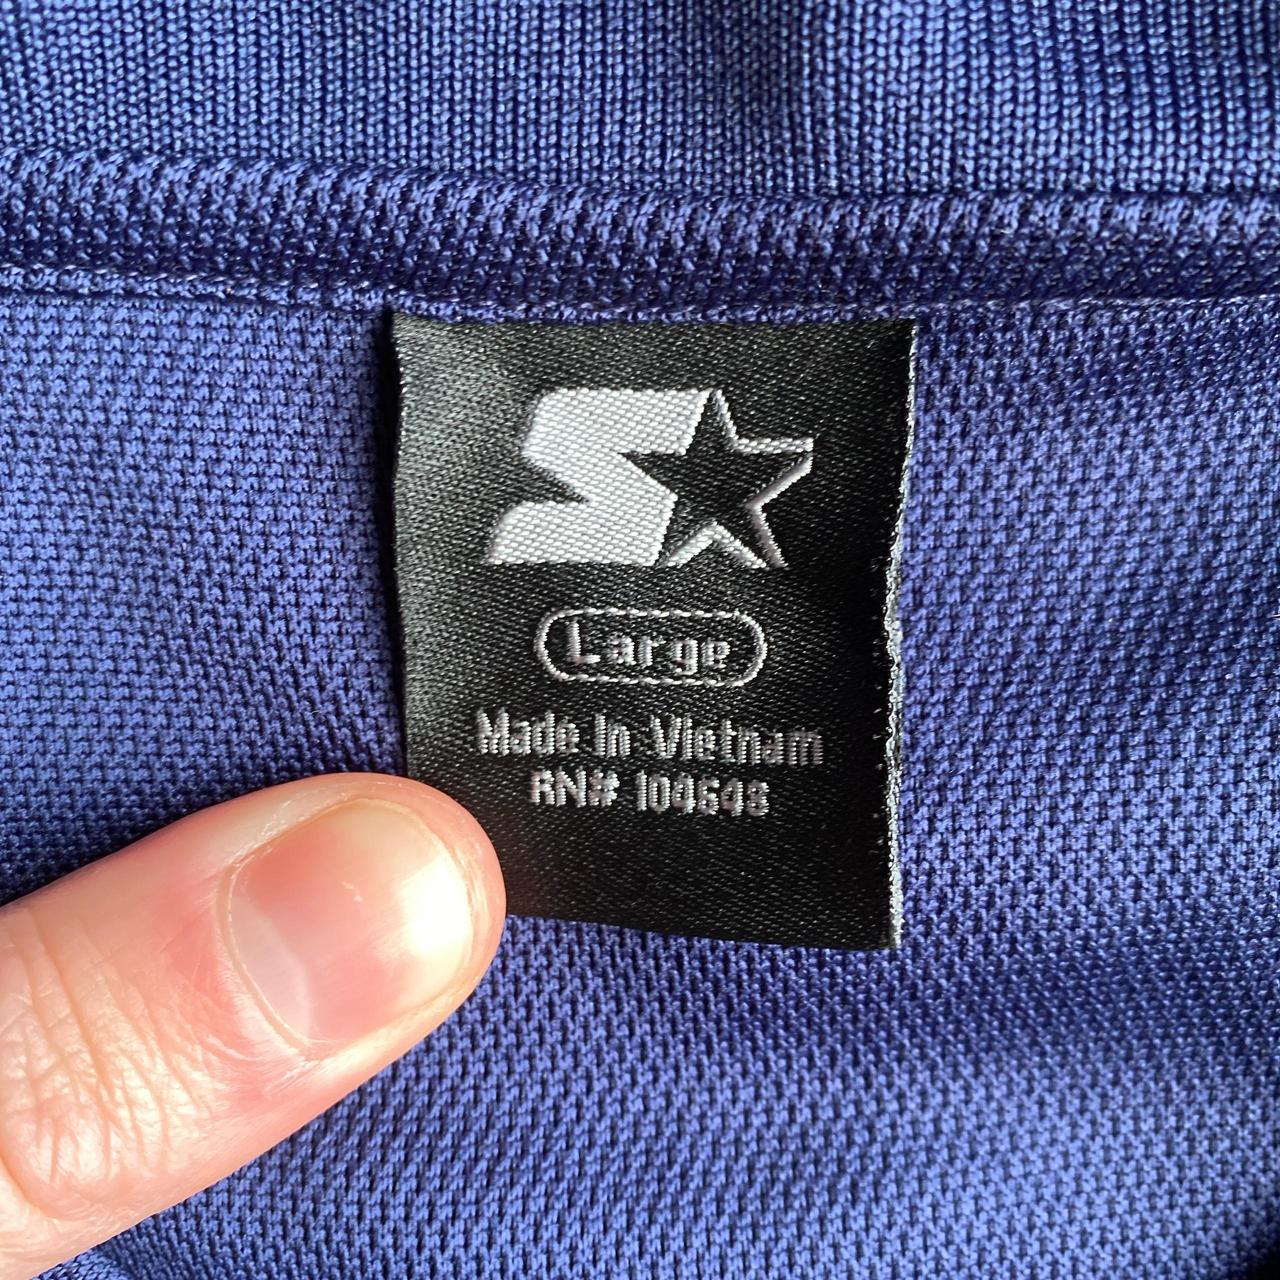 Large
Made In Vietnam
RN# 104648